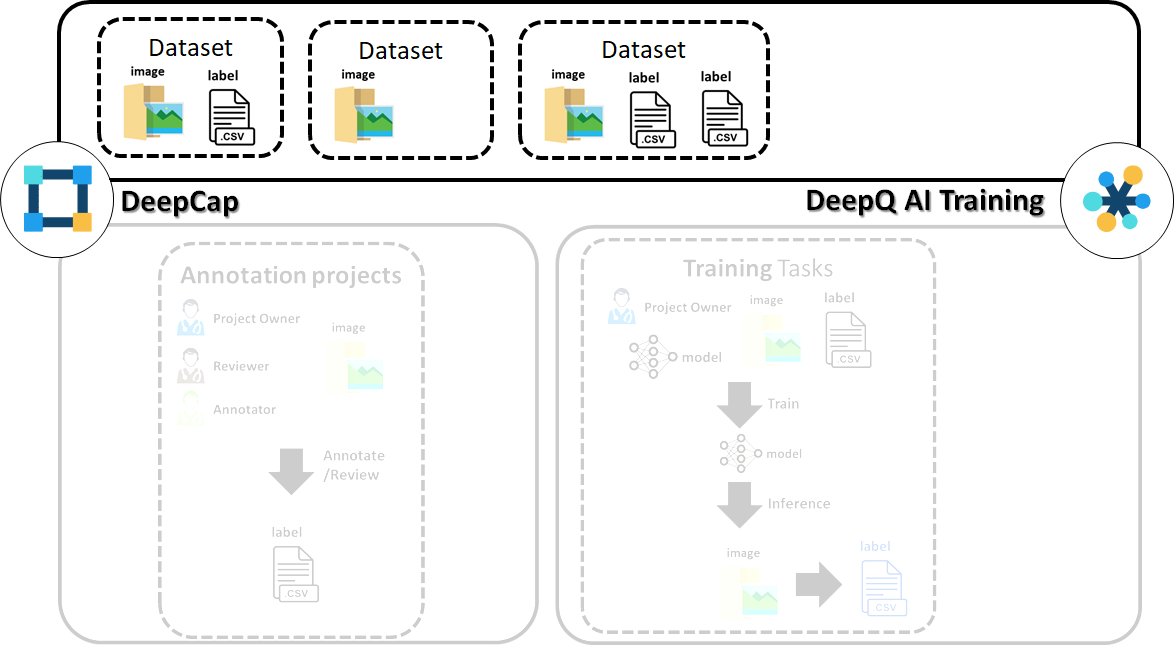 Dataset
image
label
.CSV
Dataset
image
Dataset
image
label
label
.CSV
.CSV
DeepCap
DeepQ AI Training
Annotation projects
Project Owner
image
Reviewer
Annotator
Annotate
/Review
label
CSV
Training Tasks
Project Owner
image
label
.CSV
model
Train
model
Inference
image
label
CSV